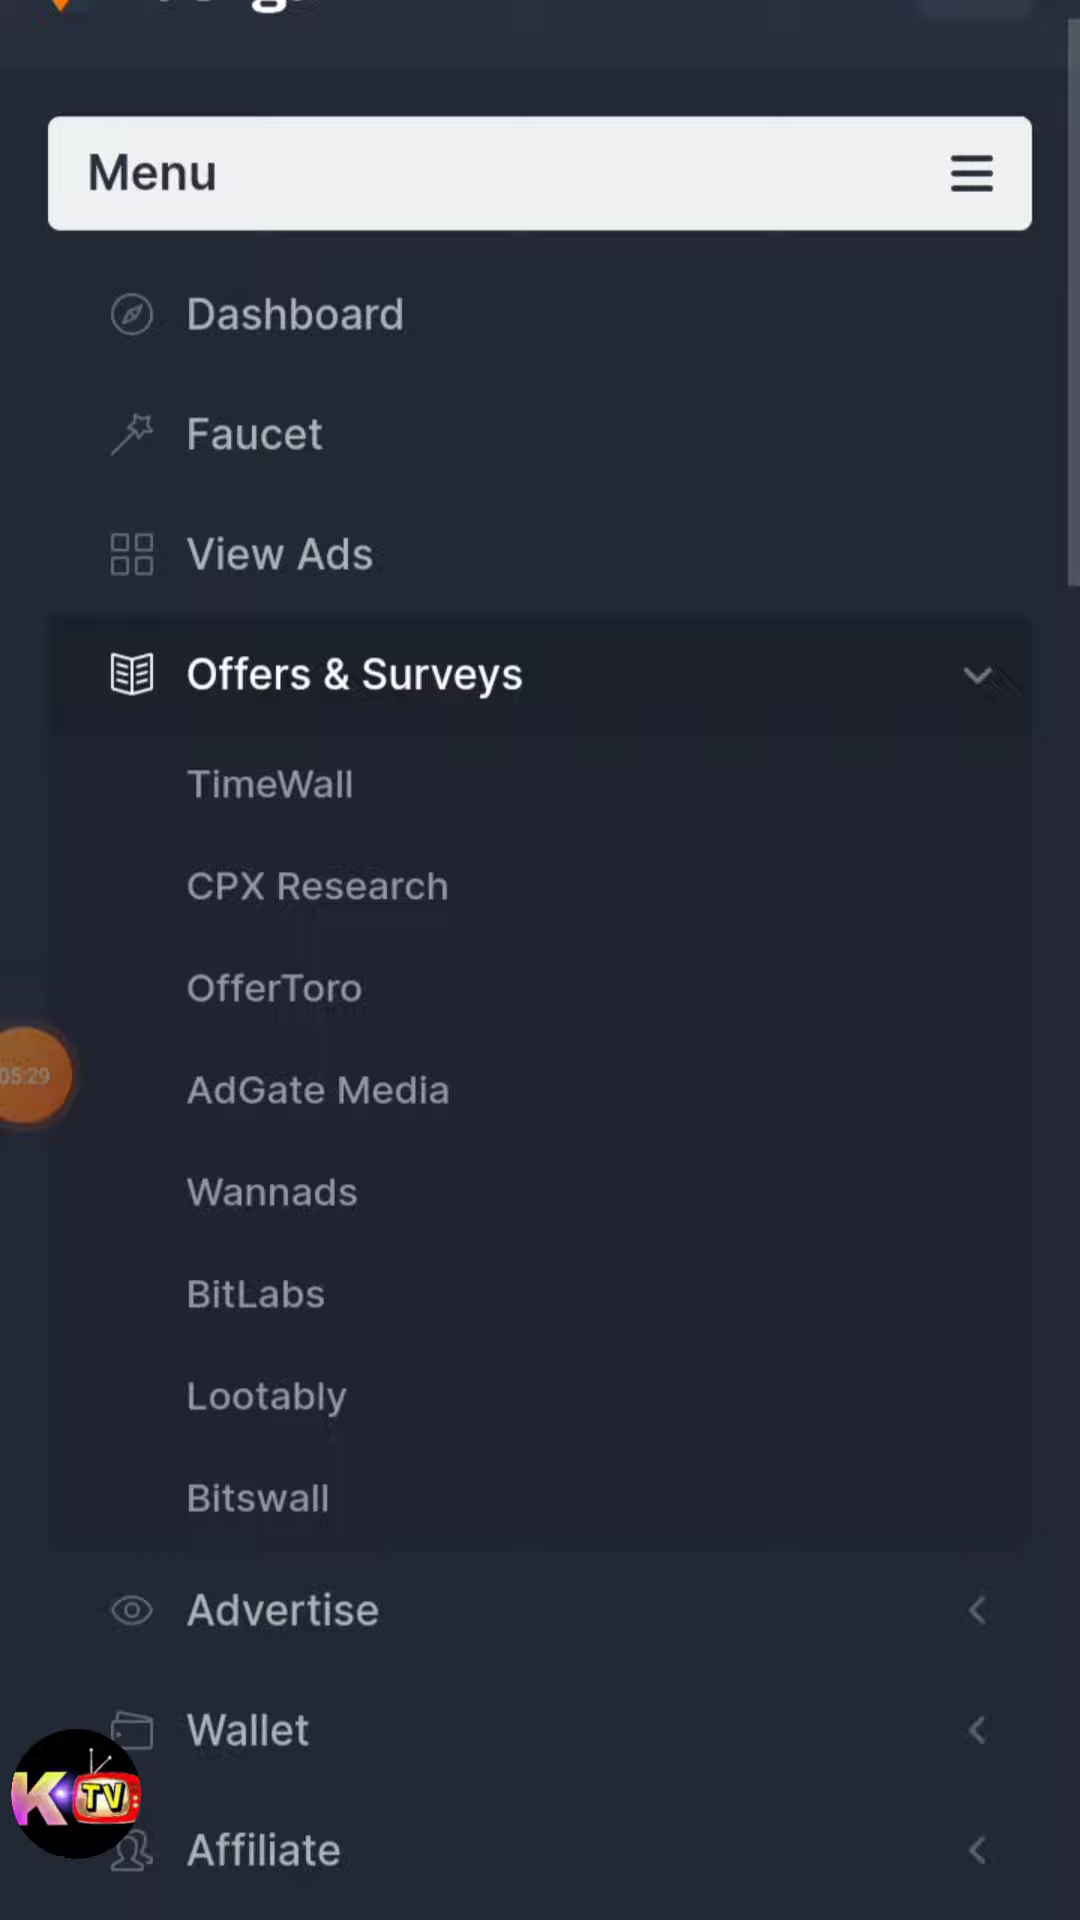 Menu
Dashboard
Faucet
View Ads
Offers & Surveys
TimeWall
CPX Research
OfferToro
AdGate Media
05:29
Wannads
BitLabs
Lootably
Bitswall
Advertise
Wallet
K TV
Affiliate